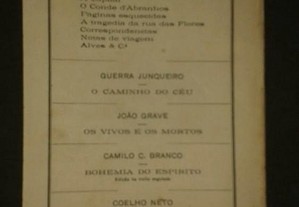 O Conde d'Abranhos
Paginas esquecidas
A tragedia da rua das Flores
Correspondencia
Notas de viagem
Alves & Cª
GUERRA JUNQUEIRO
O CAMINHO DO CÉU
JOÃO GRAVE
OS VIVOS E OS MORTOS
CAMILO C. BRANCO
BOHEMIA DO ESPIRITO
COELHO NETO